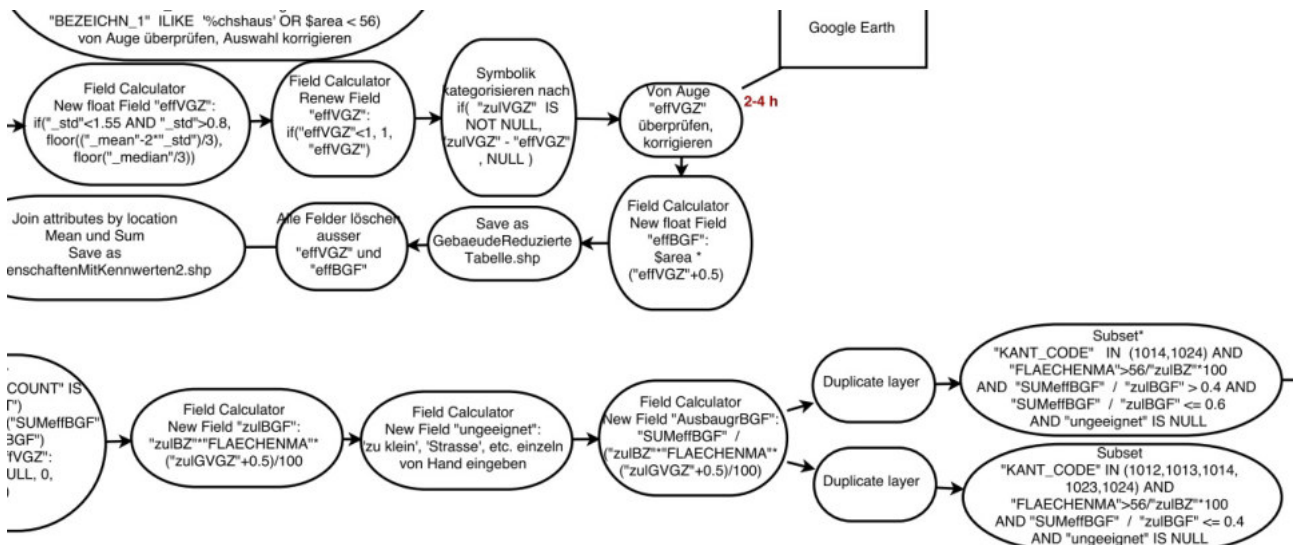 "BEZEICHN_1" ILIKE '%chshaus' OR $area < 56)
von Auge überprüfen, Auswahl korrigieren
Google Earth
Field Calculator
New float Field "effVGZ":
if("_std"<1.55 AND "_std">0.8,
floor(("_mean"-2*"_std")/3),
floor("_median"/3))
Field Calculator
Renew Field
"effVGZ":
if("effVGZ"<1, 1,
"effVGZ")
Symbolik
kategorisieren nach
if( "zulVGZ" IS
NOT NULL,
"zulVGZ" - "effVGZ"
, NULL )
Von Auge
"effVGZ"
überprüfen,
korrigieren
2-4 h
Field Calculator
New float Field
"effBGF":
$area *
("effVGZ"+0.5)
Save as
GebaeudeReduzierte
Tabelle.shp
Alle Felder löschen
ausser
"effVGZ" und
"effBGF"
Join attributes by location
Mean und Sum
Save as
enschaftenMitKennwerten2.shp
COUNT" IS
T")
("SUMeffBGF"
BGF")
fVGZ":
ULL, 0,
)
Field Calculator
New Field "zulBGF":
"zulBZ"*"FLAECHENMA"*
("zulGVGZ"+0.5)/100
Field Calculator
New Field "ungeeignet":
'zu klein', 'Strasse', etc. einzeln
von Hand eingeben
Field Calculator
New Field "AusbaugrBGF":
"SUMeffBGF" /
("zulBZ"*"FLAECHENMA"*
("zulGVGZ"+0.5)/100)
Duplicate layer
Subset*
"KANT_CODE" IN (1014,1024) AND
"FLAECHENMA">56/"zulBZ"*100
AND "SUMeffBGF" / "zulBGF" > 0.4 AND
"SUMeffBGF" / "zulBGF" <= 0.6
AND "ungeeignet" IS NULL
Duplicate layer
Subset
"KANT_CODE" IN (1012,1013,1014,
1023,1024) AND
"FLAECHENMA">56/"zulBZ"*100
AND "SUMeffBGF" / "zulBGF" <= 0.4
AND "ungeeignet" IS NULL